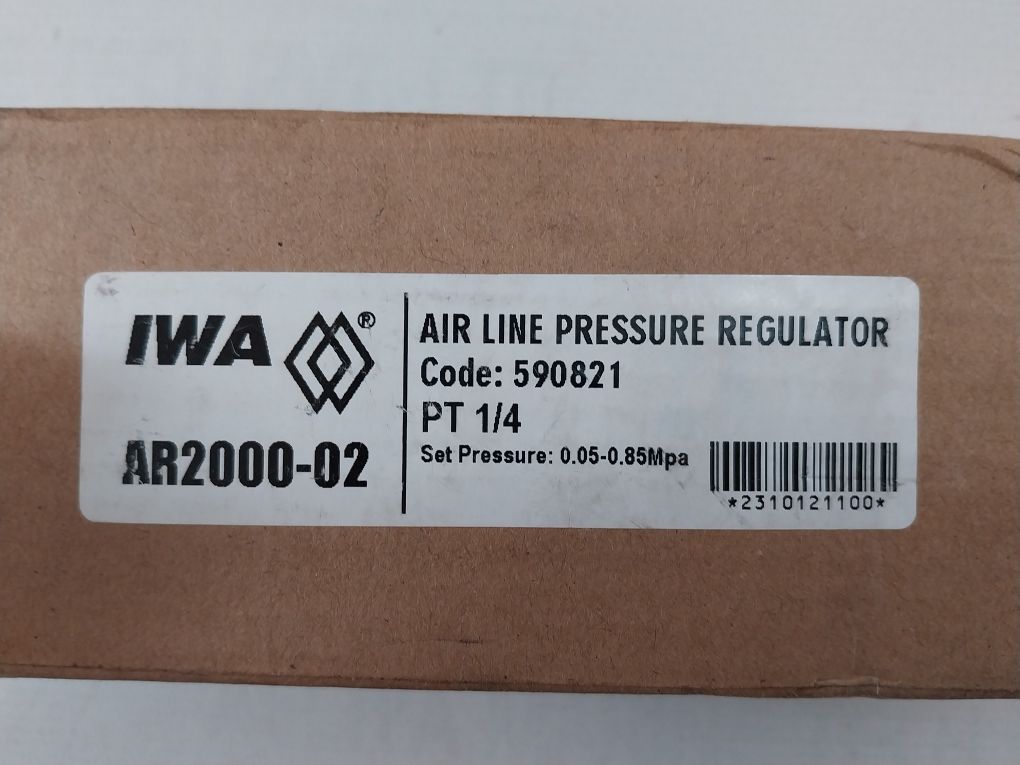 IWA ®
AR2000-02
AIR LINE PRESSURE REGULATOR
Code: 590821
PT 1/4
Set Pressure: 0.05-0.85Mpa
*2310121100*